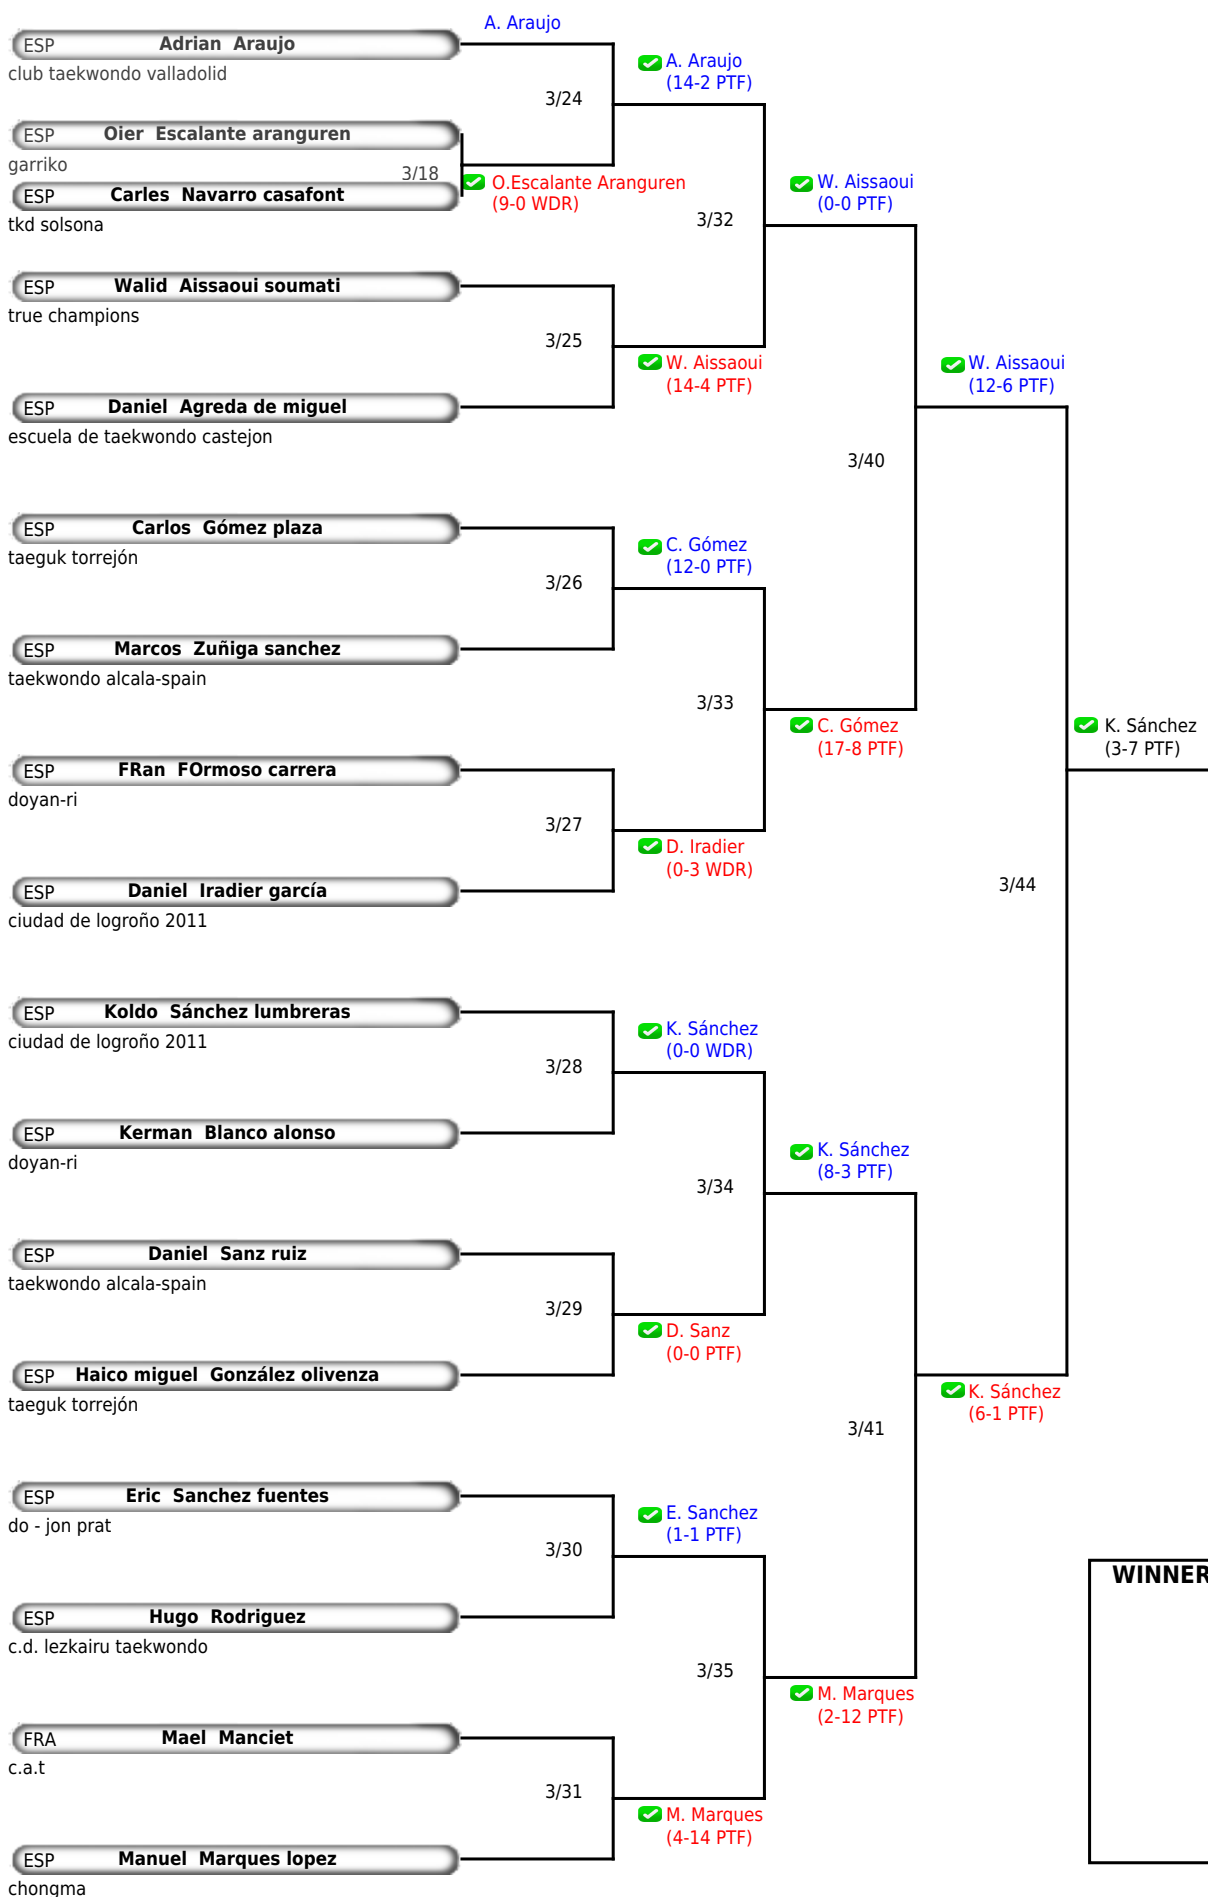 A. Araujo
ESP Adrian Araujo
club taekwondo valladolid
A. Araujo
(14-2 PTF)
3/24
ESP Oier Escalante aranguren
garriko
3/18
O.Escalante Aranguren
(9-0 WDR)
ESP Carles Navarro casafont
tkd solsona
W. Aissaoui
(0-0 PTF)
3/32
ESP Walid Aissaoui soumati
true champions
3/25
W. Aissaoui
(14-4 PTF)
W. Aissaoui
(12-6 PTF)
ESP Daniel Agreda de miguel
escuela de taekwondo castejon
3/40
ESP Carlos Gómez plaza
taeguk torrejón
C. Gómez
(12-0 PTF)
3/26
ESP Marcos Zuñiga sanchez
taekwondo alcala-spain
3/33
C. Gómez
(17-8 PTF)
K. Sánchez
(3-7 PTF)
ESP FRan FOrmoso carrera
doyan-ri
3/27
D. Iradier
(0-3 WDR)
ESP Daniel Iradier garcía
ciudad de logroño 2011
3/44
ESP Koldo Sánchez lumbreras
ciudad de logroño 2011
K. Sánchez
(0-0 WDR)
3/28
ESP Kerman Blanco alonso
doyan-ri
K. Sánchez
(8-3 PTF)
3/34
ESP Daniel Sanz ruiz
taekwondo alcala-spain
3/29
D. Sanz
(0-0 PTF)
ESP Haico miguel González olivenza
taeguk torrejón
K. Sánchez
(6-1 PTF)
3/41
ESP Eric Sanchez fuentes
do - jon prat
E. Sanchez
(1-1 PTF)
3/30
WINNER
ESP Hugo Rodriguez
c.d. lezkairu taekwondo
3/35
M. Marques
(2-12 PTF)
FRA Mael Manciet
c.a.t
3/31
M. Marques
(4-14 PTF)
ESP Manuel Marques lopez
chongma